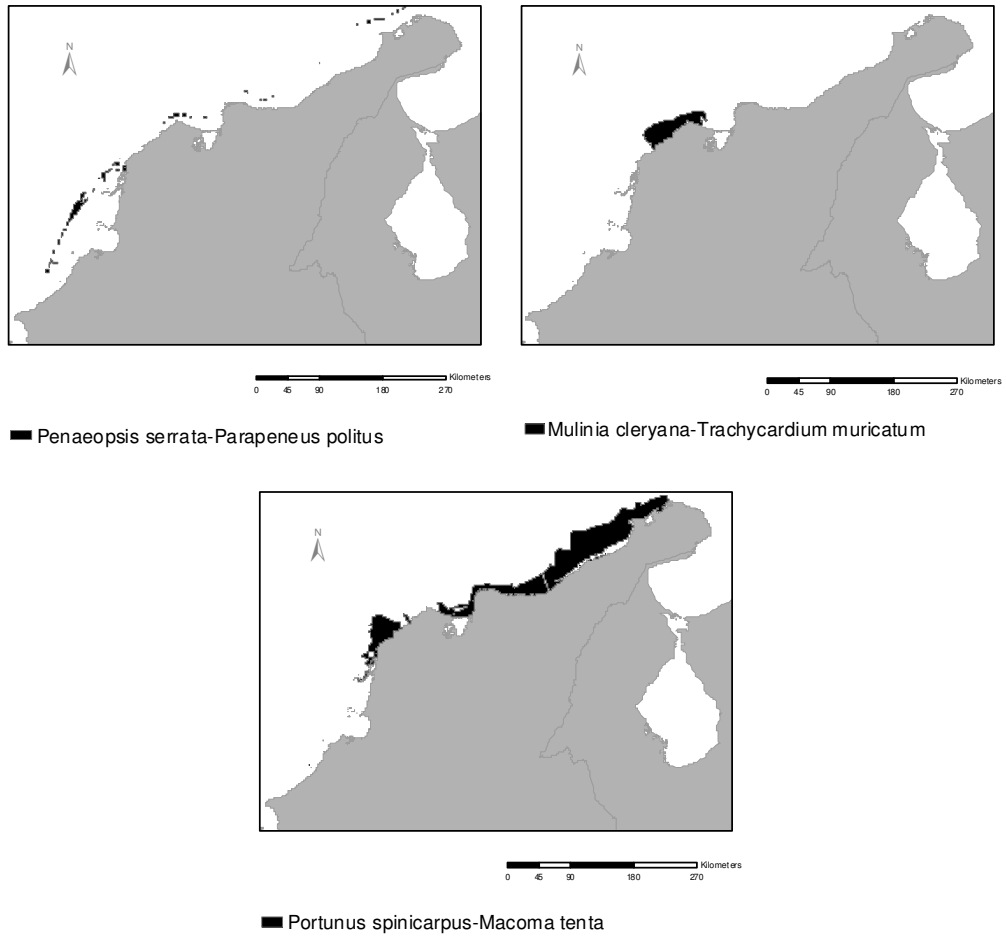 N
Kilometers
0 45 90 180 270
Penaeopsis serrata-Parapeneus politus
N
Kilometers
0 45 90 180 270
Mulinia cleryana-Trachycardium muricatum
N
Kilometers
0 45 90 180 270
Portunus spinicarpus-Macoma tenta